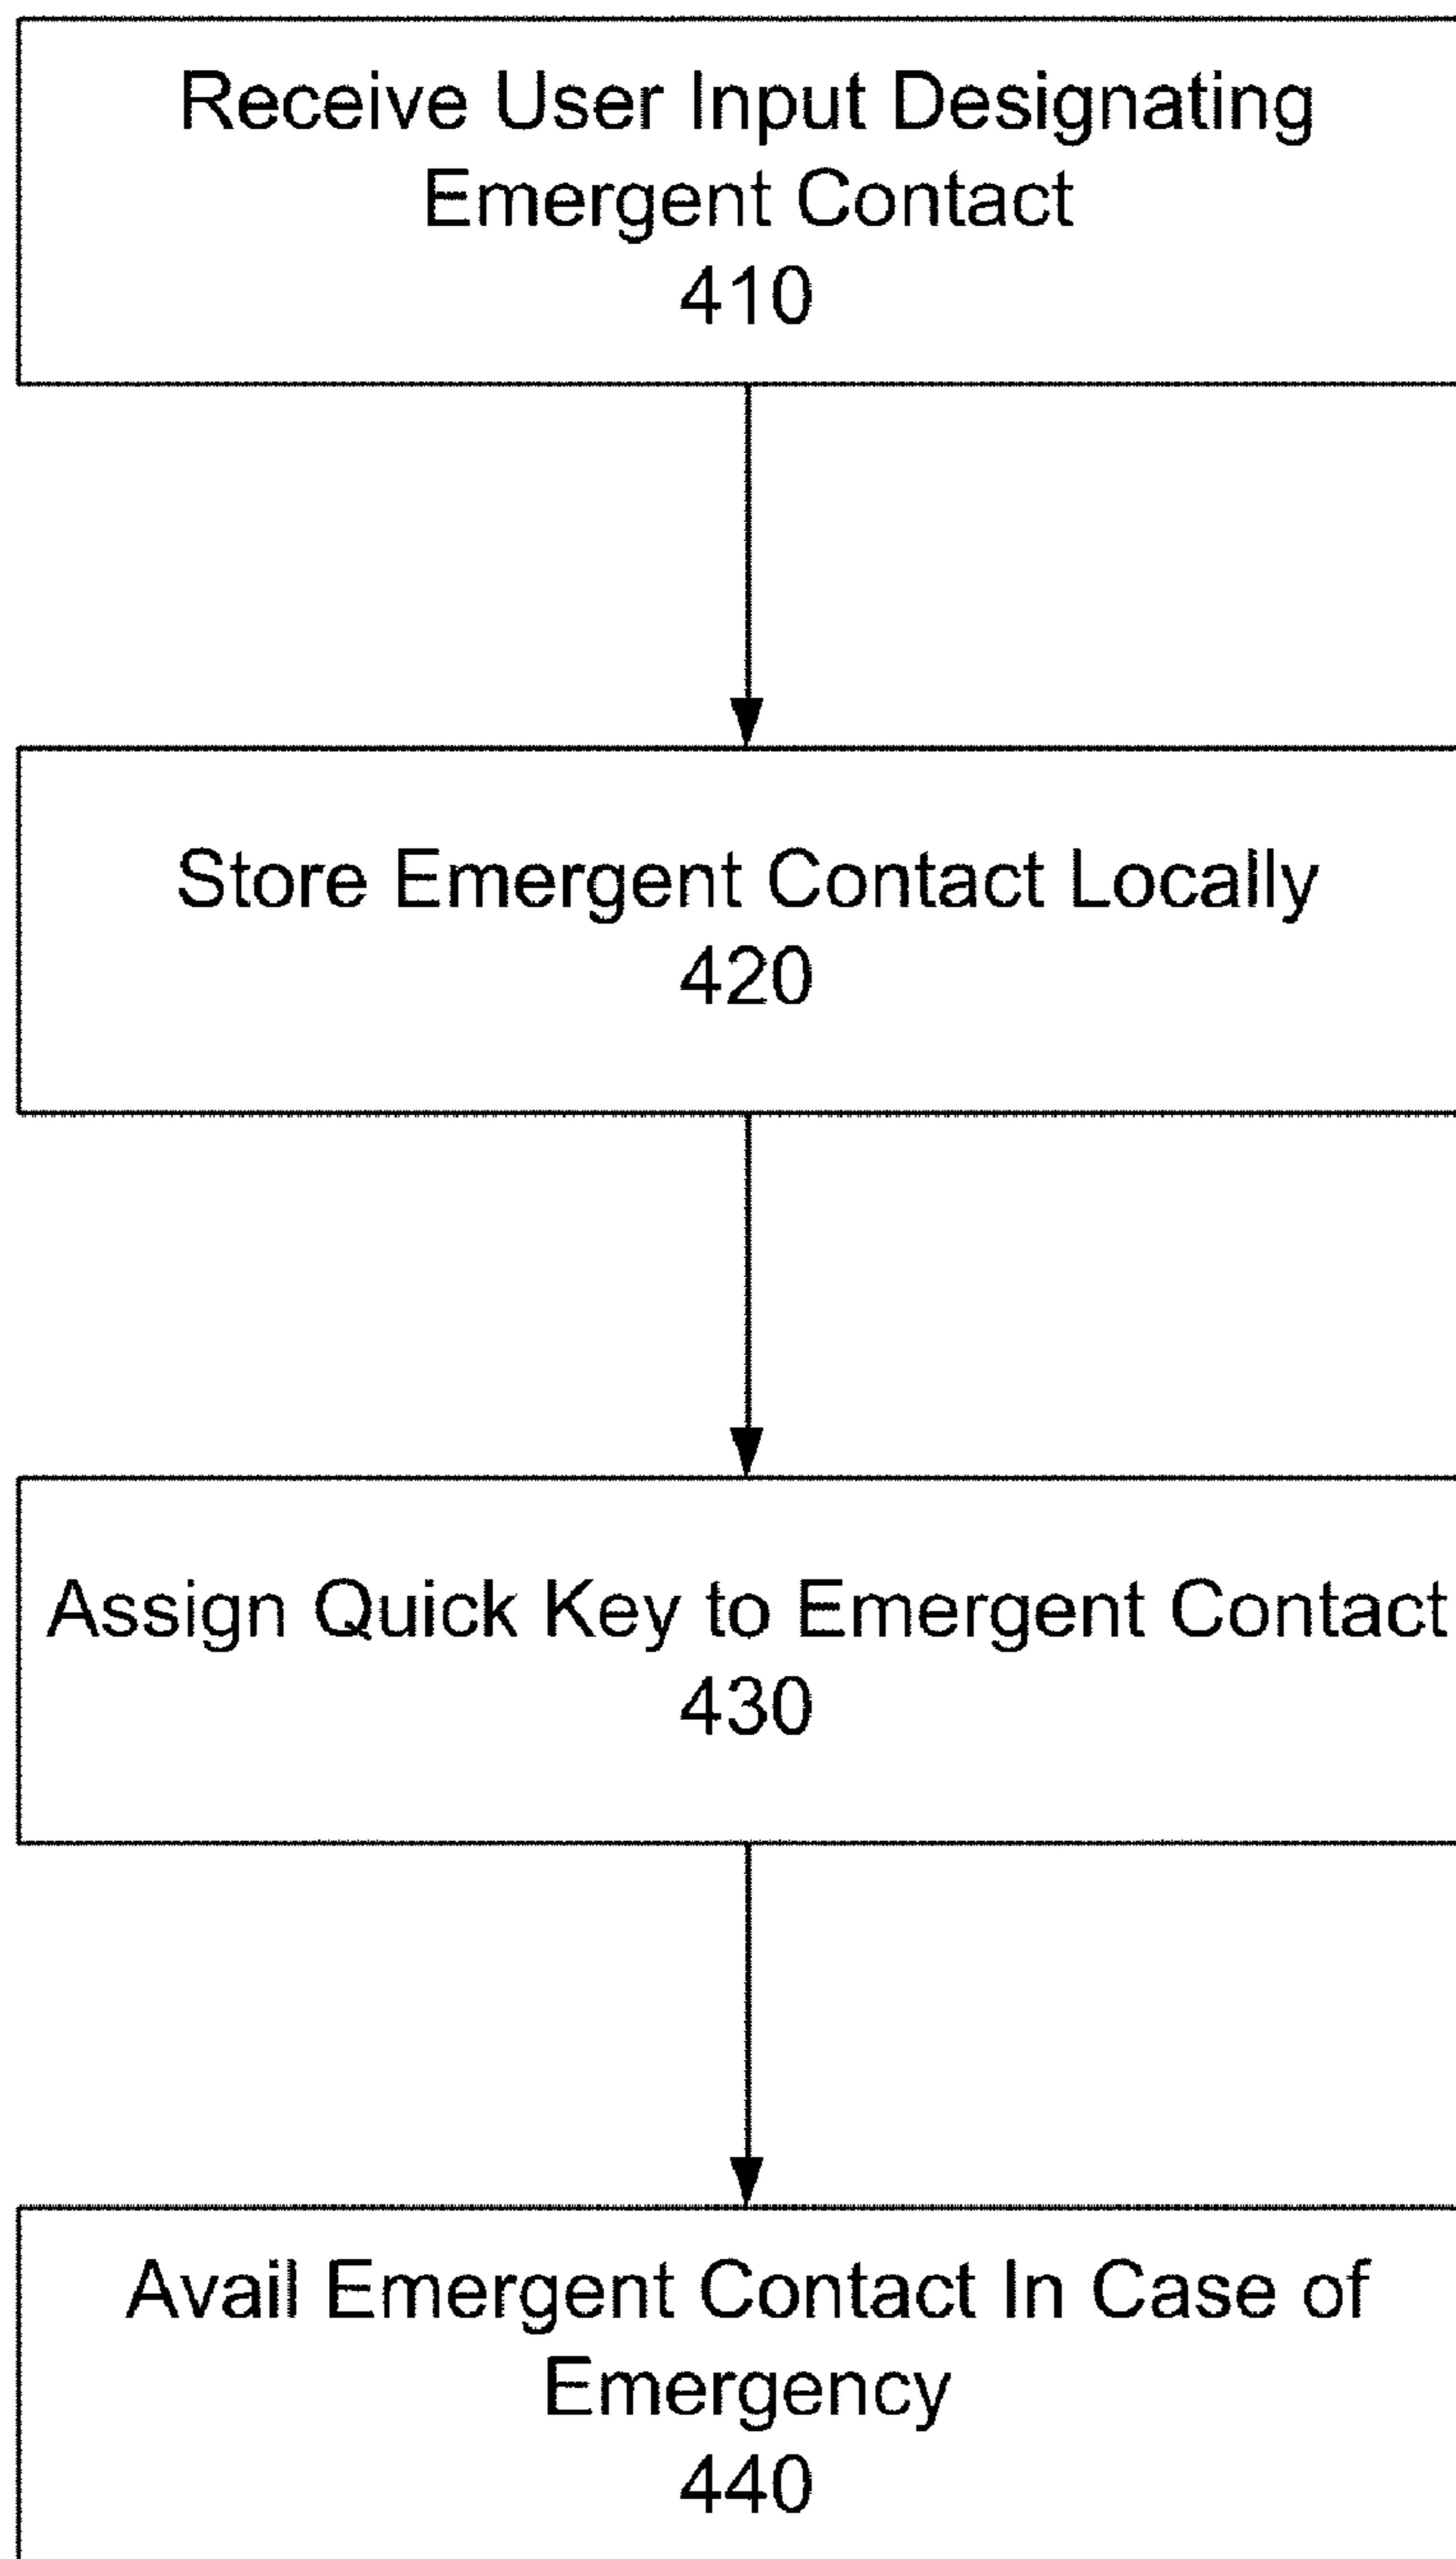 Receive User Input Designating
Emergent Contact
410
Store Emergent Contact Locally
420
Assign Quick Key to Emergent Contact
430
Avail Emergent Contact In Case of
Emergency
440